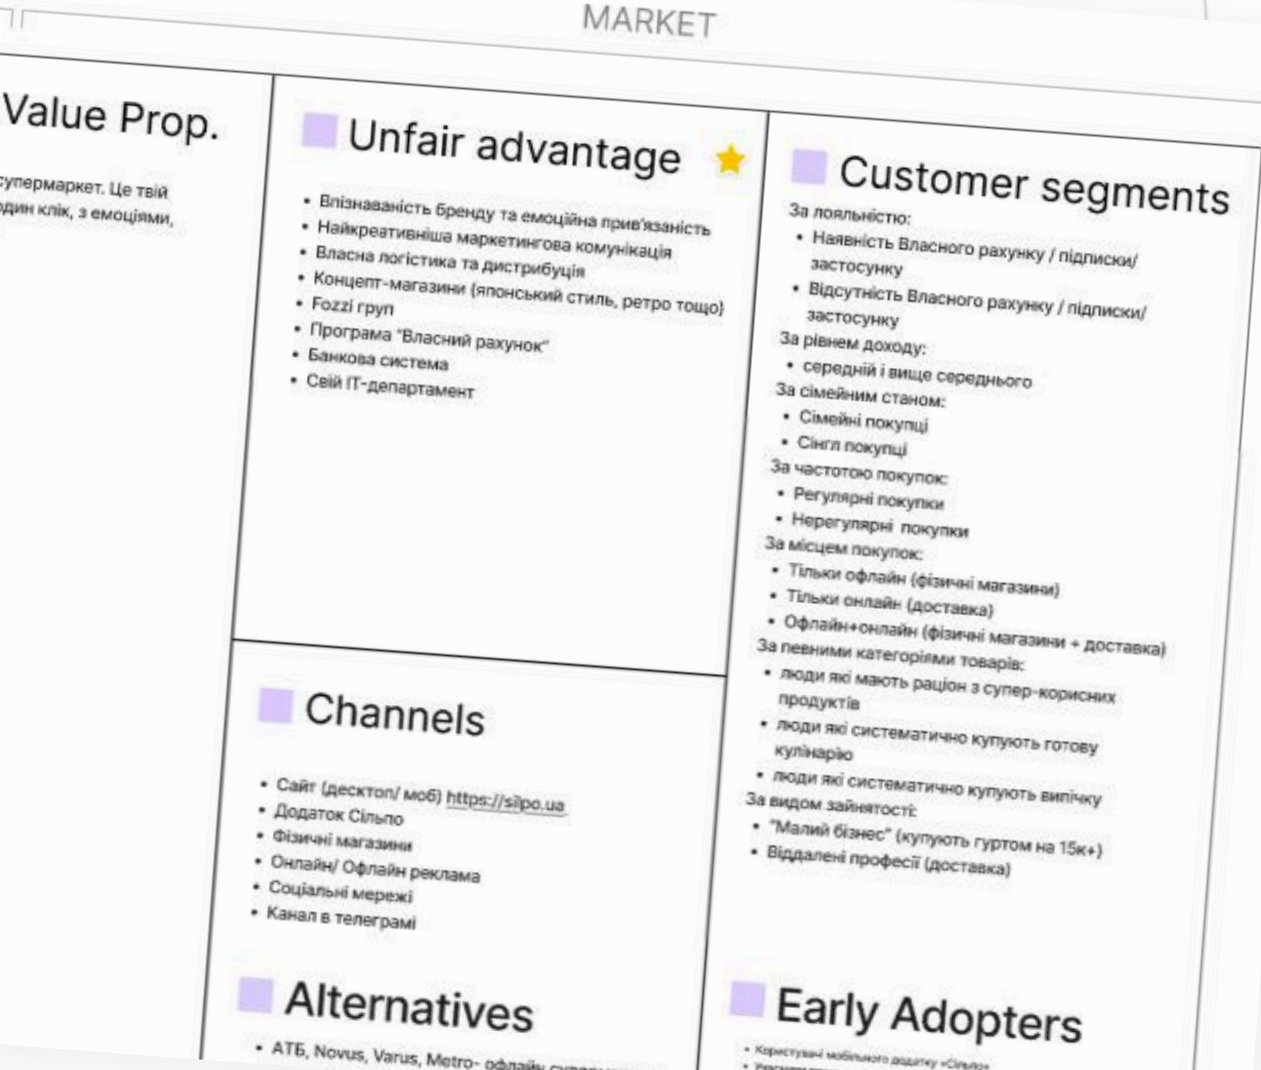 MARKET
Value Prop.
супермаркет. Це твій
один клік, з емоціями,
Unfair advantage
• Впізнаваність бренду та емоційна прив'язаність
• Найкреативніша маркетингова комунікація
• Власна логістика та дистрибуція
• Концепт-магазини (японський стиль, ретро тощо)
• Fozzi груп
• Програма "Власний рахунок"
• Банкова система
• Свій ІТ-департамент
Channels
• Сайт (десктоп/ моб) https://silpo.ua
• Додаток Сільпо
• Фізичні магазини
• Онлайн/ Офлайн реклама
• Соціальні мережі
• Канал в телеграмі
Alternatives
• АТБ, Novus, Varus, Metro- офлайн
Customer segments
За лояльністю:
• Наявність Власного рахунку / підписки/
застосунку
• Відсутність Власного рахунку / підписки/
застосунку
За рівнем доходу:
• середній і вище середнього
За сімейним станом:
• Сімейні покупці
• Сінгл покупці
За частотою покупок:
• Регулярні покупки
• Нерегулярні покупки
За місцем покупок:
• Тільки офлайн (фізичні магазини)
• Тільки онлайн (доставка)
• Офлайн+онлайн (фізичні магазини + доставка)
За певними категоріями товарів:
• люди які мають раціон з супер-корисних
продуктів
• люди які систематично купують готову
кулінарію
• люди які систематично купують випічку
За видом зайнятості:
• "Малий бізнес" (купують гуртом на 15к+)
• Віддалені професії (доставка)
Early Adopters
• Користувачі мобільного додатку «Сільпо»